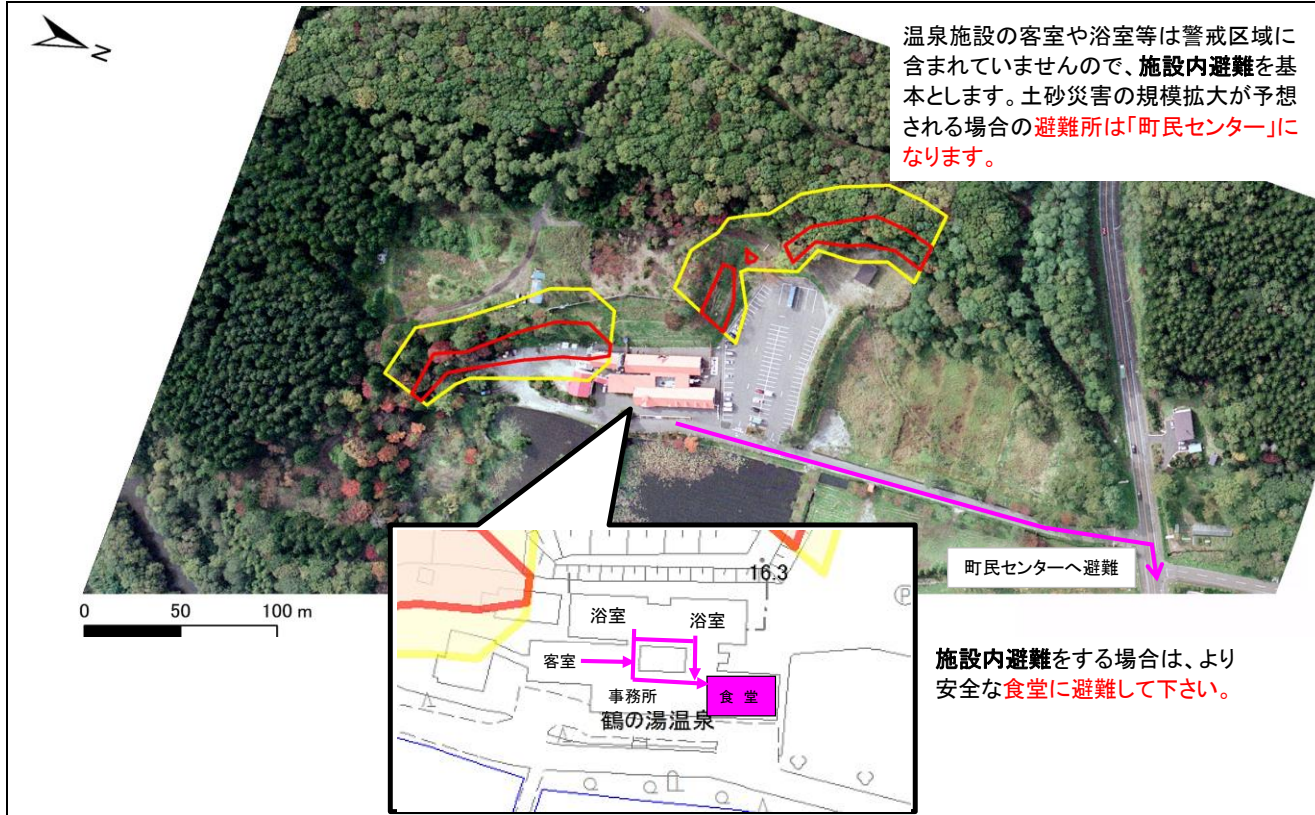 N
温泉施設の客室や浴室等は警戒区域に
含まれていませんので、施設内避難を基
本とします。土砂災害の規模拡大が予想
される場合の避難所は「町民センター」に
なります。
町民センターへ避難
0 50 100 m
16.3
P
浴室 浴室
客室
事務所 食 堂
鶴の湯温泉
施設内避難をする場合は、より
安全な食堂に避難して下さい。